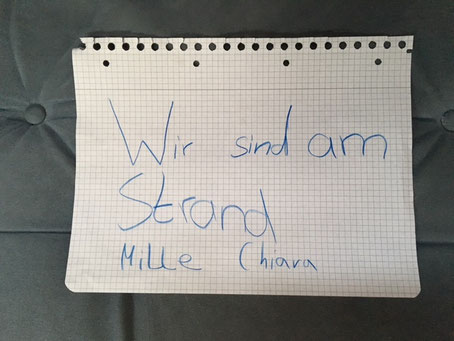 Wir sind am
Strand
Mille Chiara